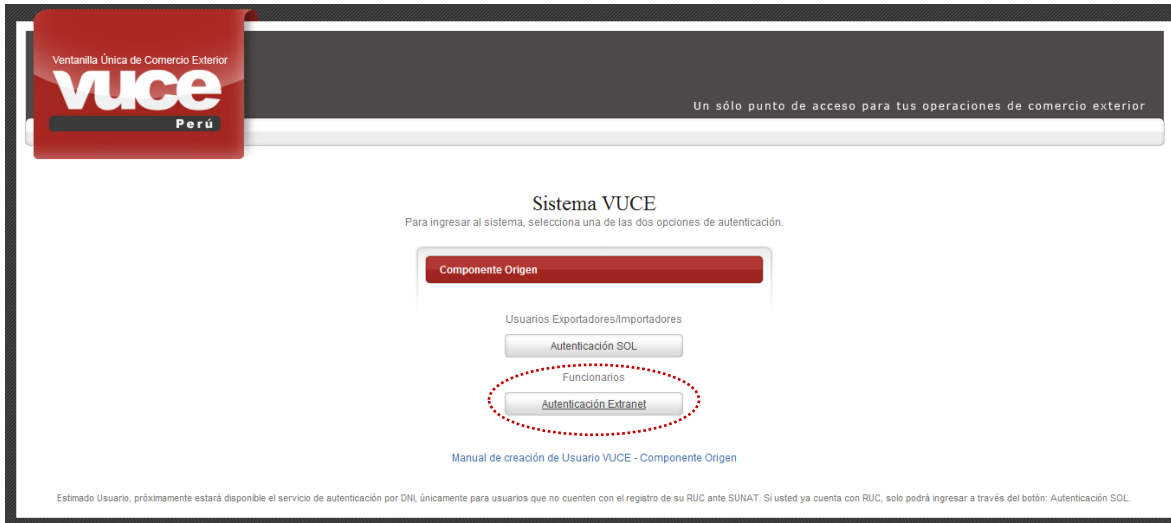 Ventanilla Única de Comercio Exterior
vuce
Perú
Un sólo punto de acceso para tus operaciones de comercio exterior
Sistema VUCE
Para ingresar al sistema, selecciona una de las dos opciones de autenticación.
Componente Origen
Usuarios Exportadores/Importadores
Autenticación SOL
Funcionarios
Autenticación Extranet
Manual de creación de Usuario VUCE - Componente Origen
Estimado Usuario, próximamente estará disponible el servicio de autenticación por DNI, únicamente para usuarios que no cuenten con el registro de su RUC ante SUNAT. Si usted ya cuenta con RUC, solo podrá ingresar a través del botón: Autenticación SOL.